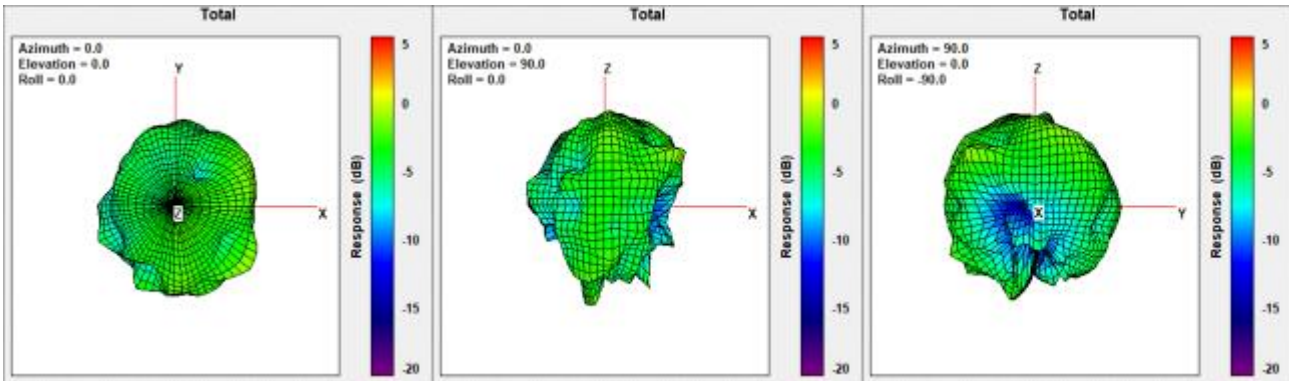 Total
Azimuth = 0.0
Elevation = 0.0
Roll = 0.0
Y
Z
X
5
0
-5
-10
-15
-20
Response (dB)
Total
Azimuth = 0.0
Elevation = 90.0
Roll = 0.0
Z
X
5
0
-5
-10
-15
-20
Response (dB)
Total
Azimuth = 90.0
Elevation = 0.0
Roll = -90.0
Z
X
Y
5
0
-5
-10
-15
-20
Response (dB)